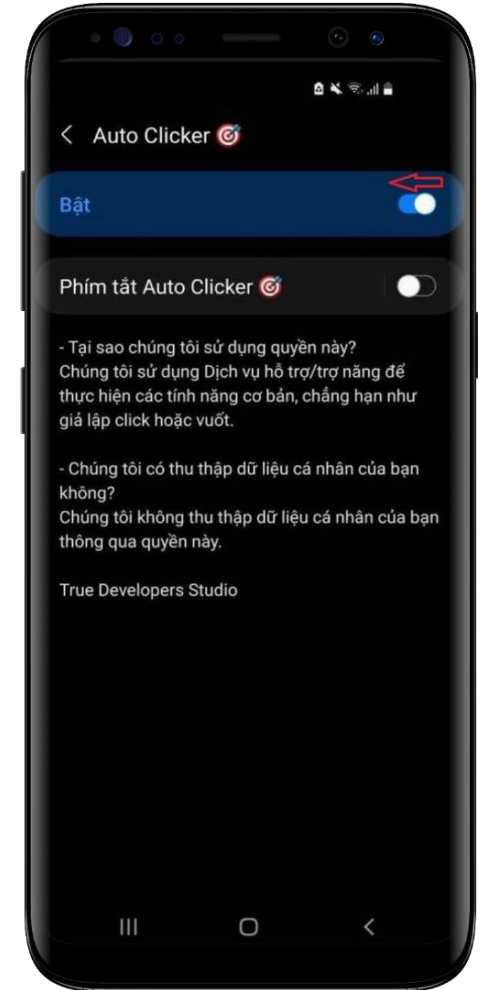 Auto Clicker 🎯
Bật
Phím tắt Auto Clicker 🎯
- Tại sao chúng tôi sử dụng quyền này?
Chúng tôi sử dụng Dịch vụ hỗ trợ/trợ năng để
thực hiện các tính năng cơ bản, chẳng hạn như
giả lập click hoặc vuốt.
- Chúng tôi có thu thập dữ liệu cá nhân của bạn
không?
Chúng tôi không thu thập dữ liệu cá nhân của bạn
thông qua quyền này.
True Developers Studio